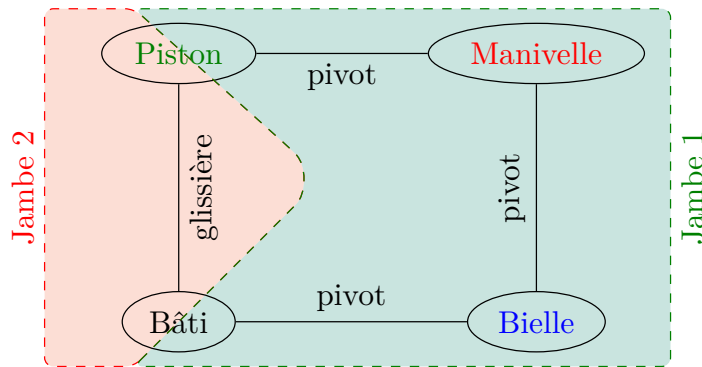 Piston
Manivelle
pivot
Jambe 2
glissière
pivot
Jambe 1
pivot
Bâti
Bielle